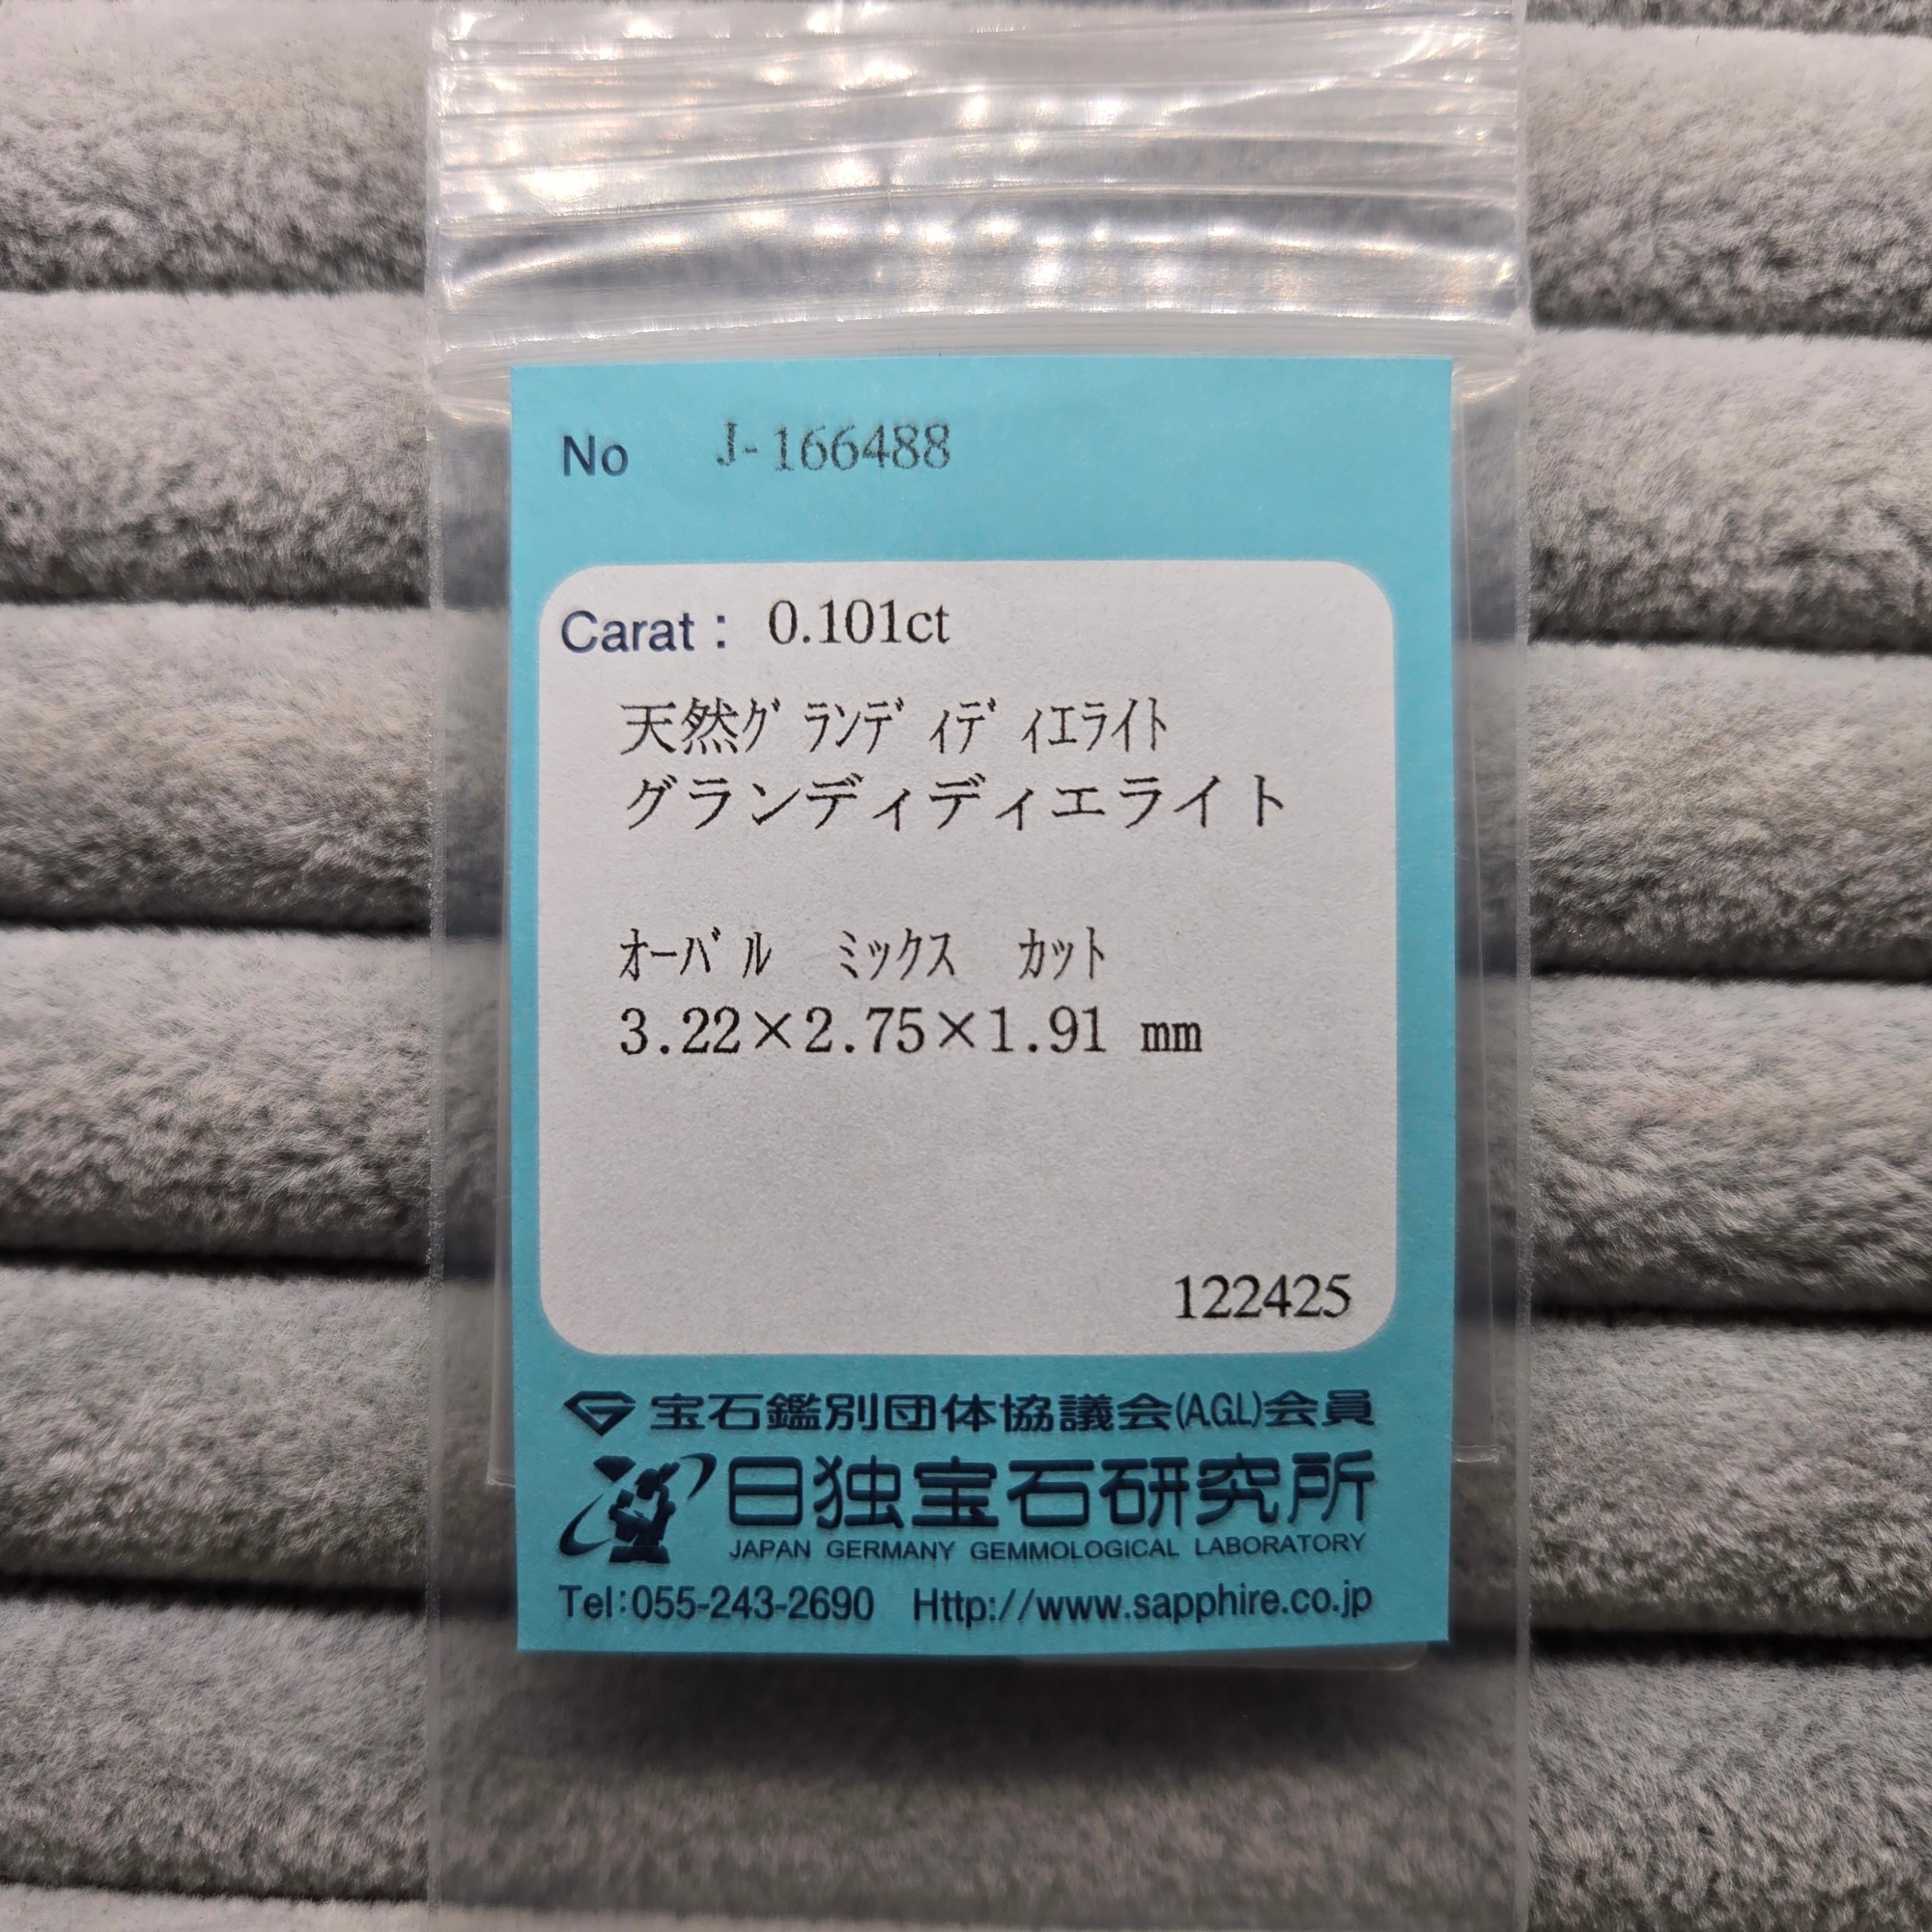 No J-166488
Carat: 0.101ct
天然ｸﾞﾗﾝﾃﾞｨﾃﾞｨｴﾗｲﾄ
グランディディエライト
ｵｰﾊﾞﾙ ﾐｯｸｽ ｶｯﾄ
3.22×2.75×1.91 mm
122425
宝石鑑別団体協議会(A.G.L)会員
日独宝石研究所
JAPAN GERMANY GEMMOLOGICAL LABORATORY
Tel:055-243-2690 Http://www.sapphire.co.jp